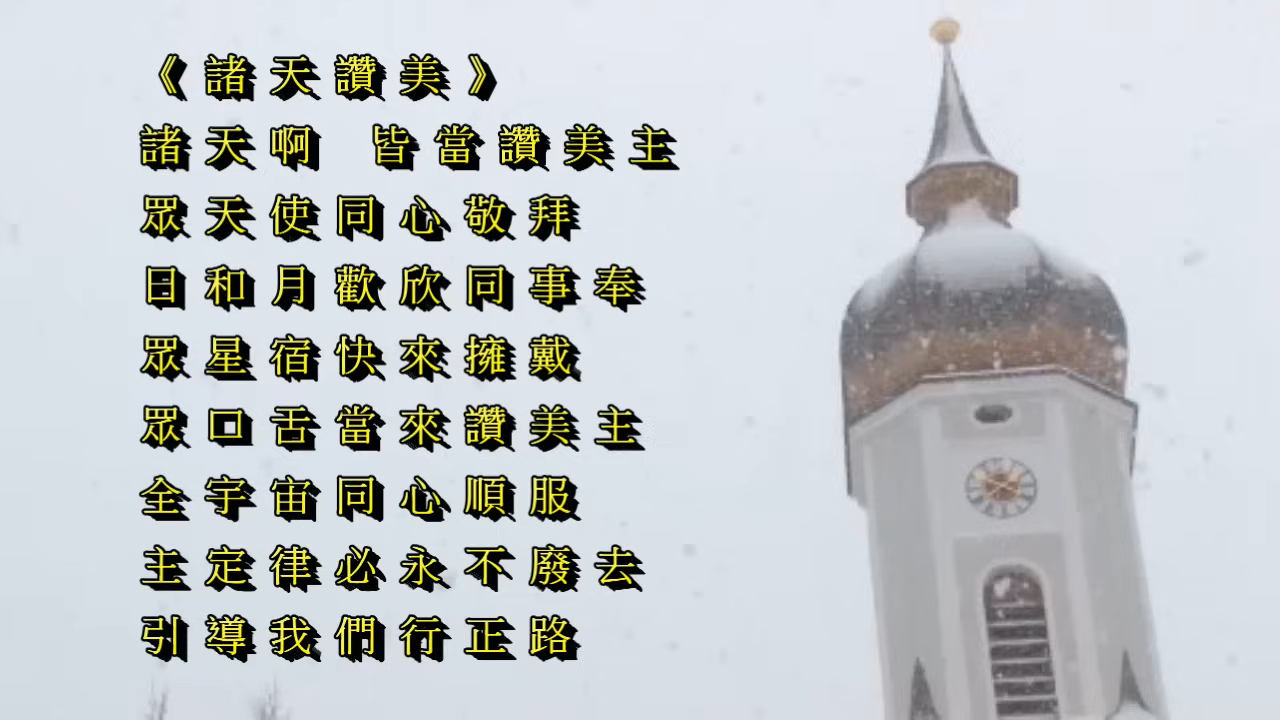 《諸天讚美》
諸天啊 皆當讚美主
眾天使同心敬拜
日和月歡欣同事奉
眾星宿快來擁戴
眾口舌當來讚美主
全宇宙同心順服
主定律必永不廢去
引導我們行正路